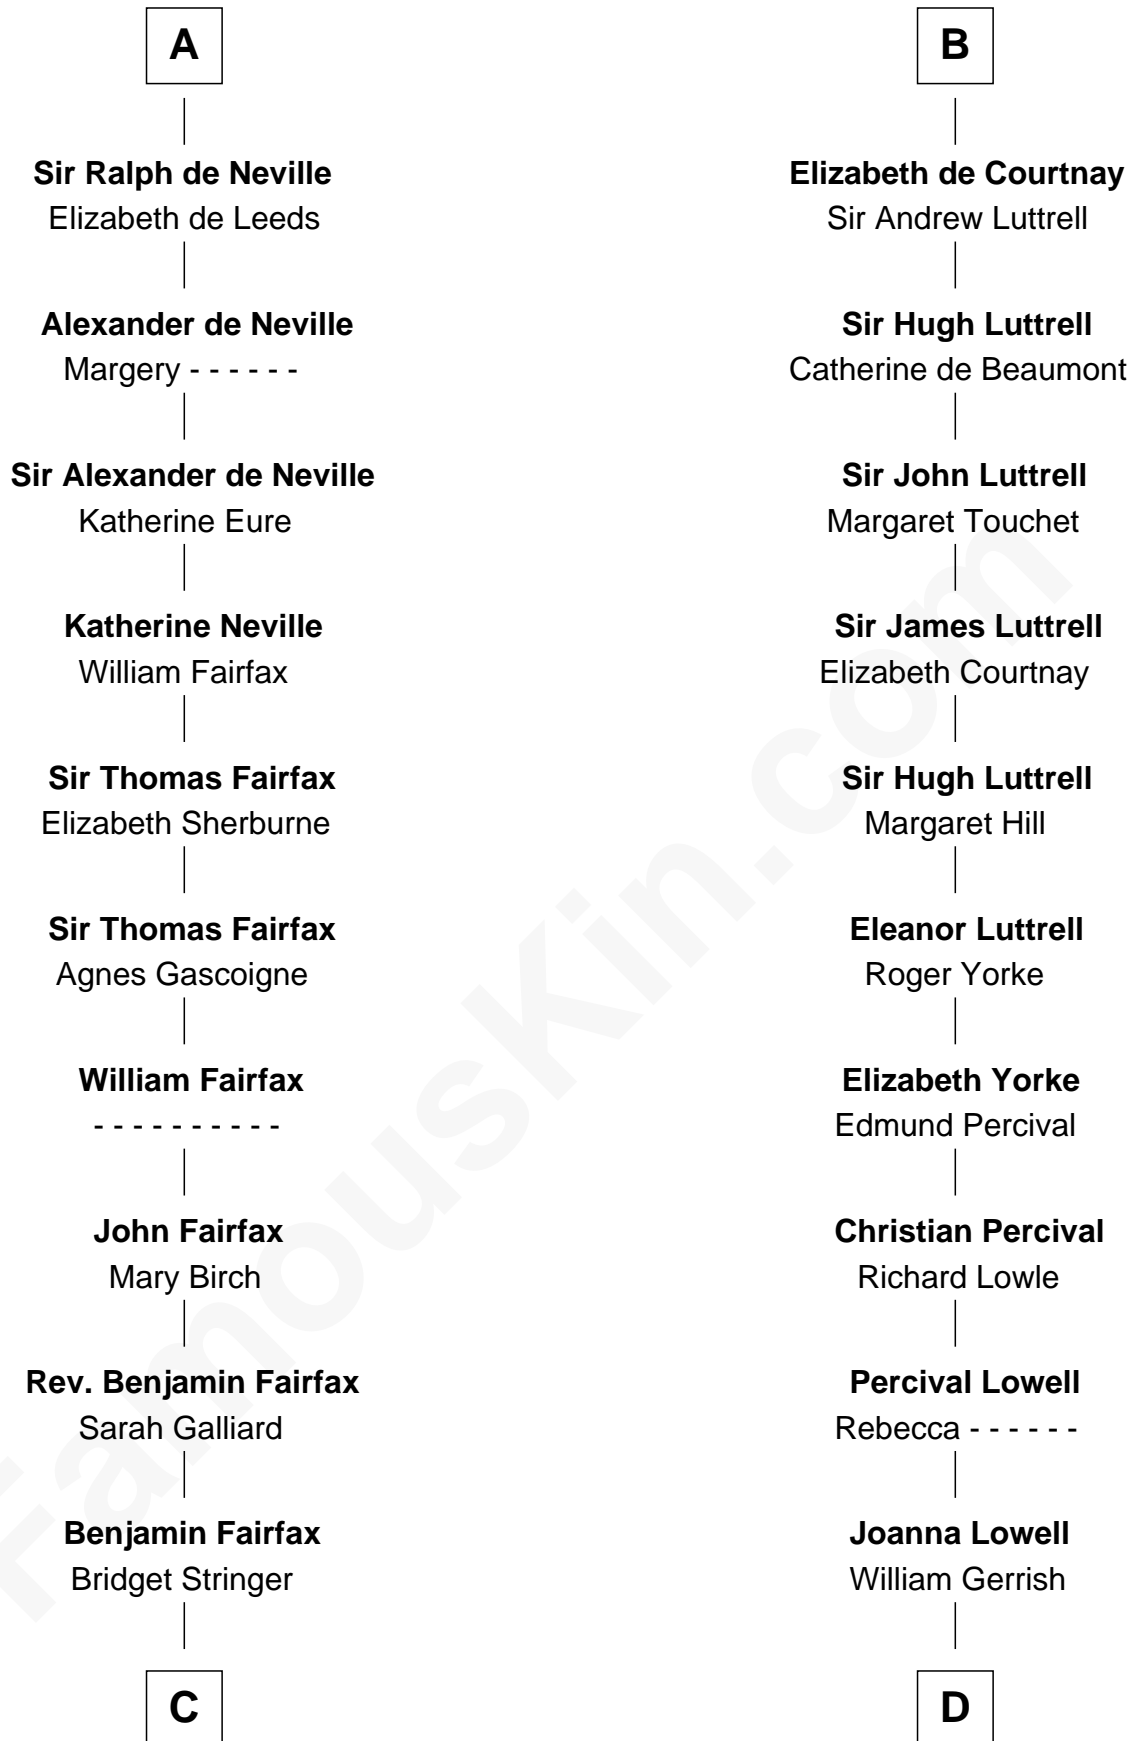 A
Sir Ralph de Neville
Elizabeth de Leeds
Alexander de Neville
Margery - - - - - -
Sir Alexander de Neville
Katherine Eure
Katherine Neville
William Fairfax
Sir Thomas Fairfax
Elizabeth Sherburne
Sir Thomas Fairfax
Agnes Gascoigne
William Fairfax
- - - - - - - - - -
John Fairfax
Mary Birch
Rev. Benjamin Fairfax
Sarah Galliard
Benjamin Fairfax
Bridget Stringer
C
B
Elizabeth de Courtnay
Sir Andrew Luttrell
Sir Hugh Luttrell
Catherine de Beaumont
Sir John Luttrell
Margaret Touchet
Sir James Luttrell
Elizabeth Courtnay
Sir Hugh Luttrell
Margaret Hill
Eleanor Luttrell
Roger Yorke
Elizabeth Yorke
Edmund Percival
Christian Percival
Richard Lowle
Percival Lowell
Rebecca - - - - - -
Joanna Lowell
William Gerrish
D
FamousKin.com